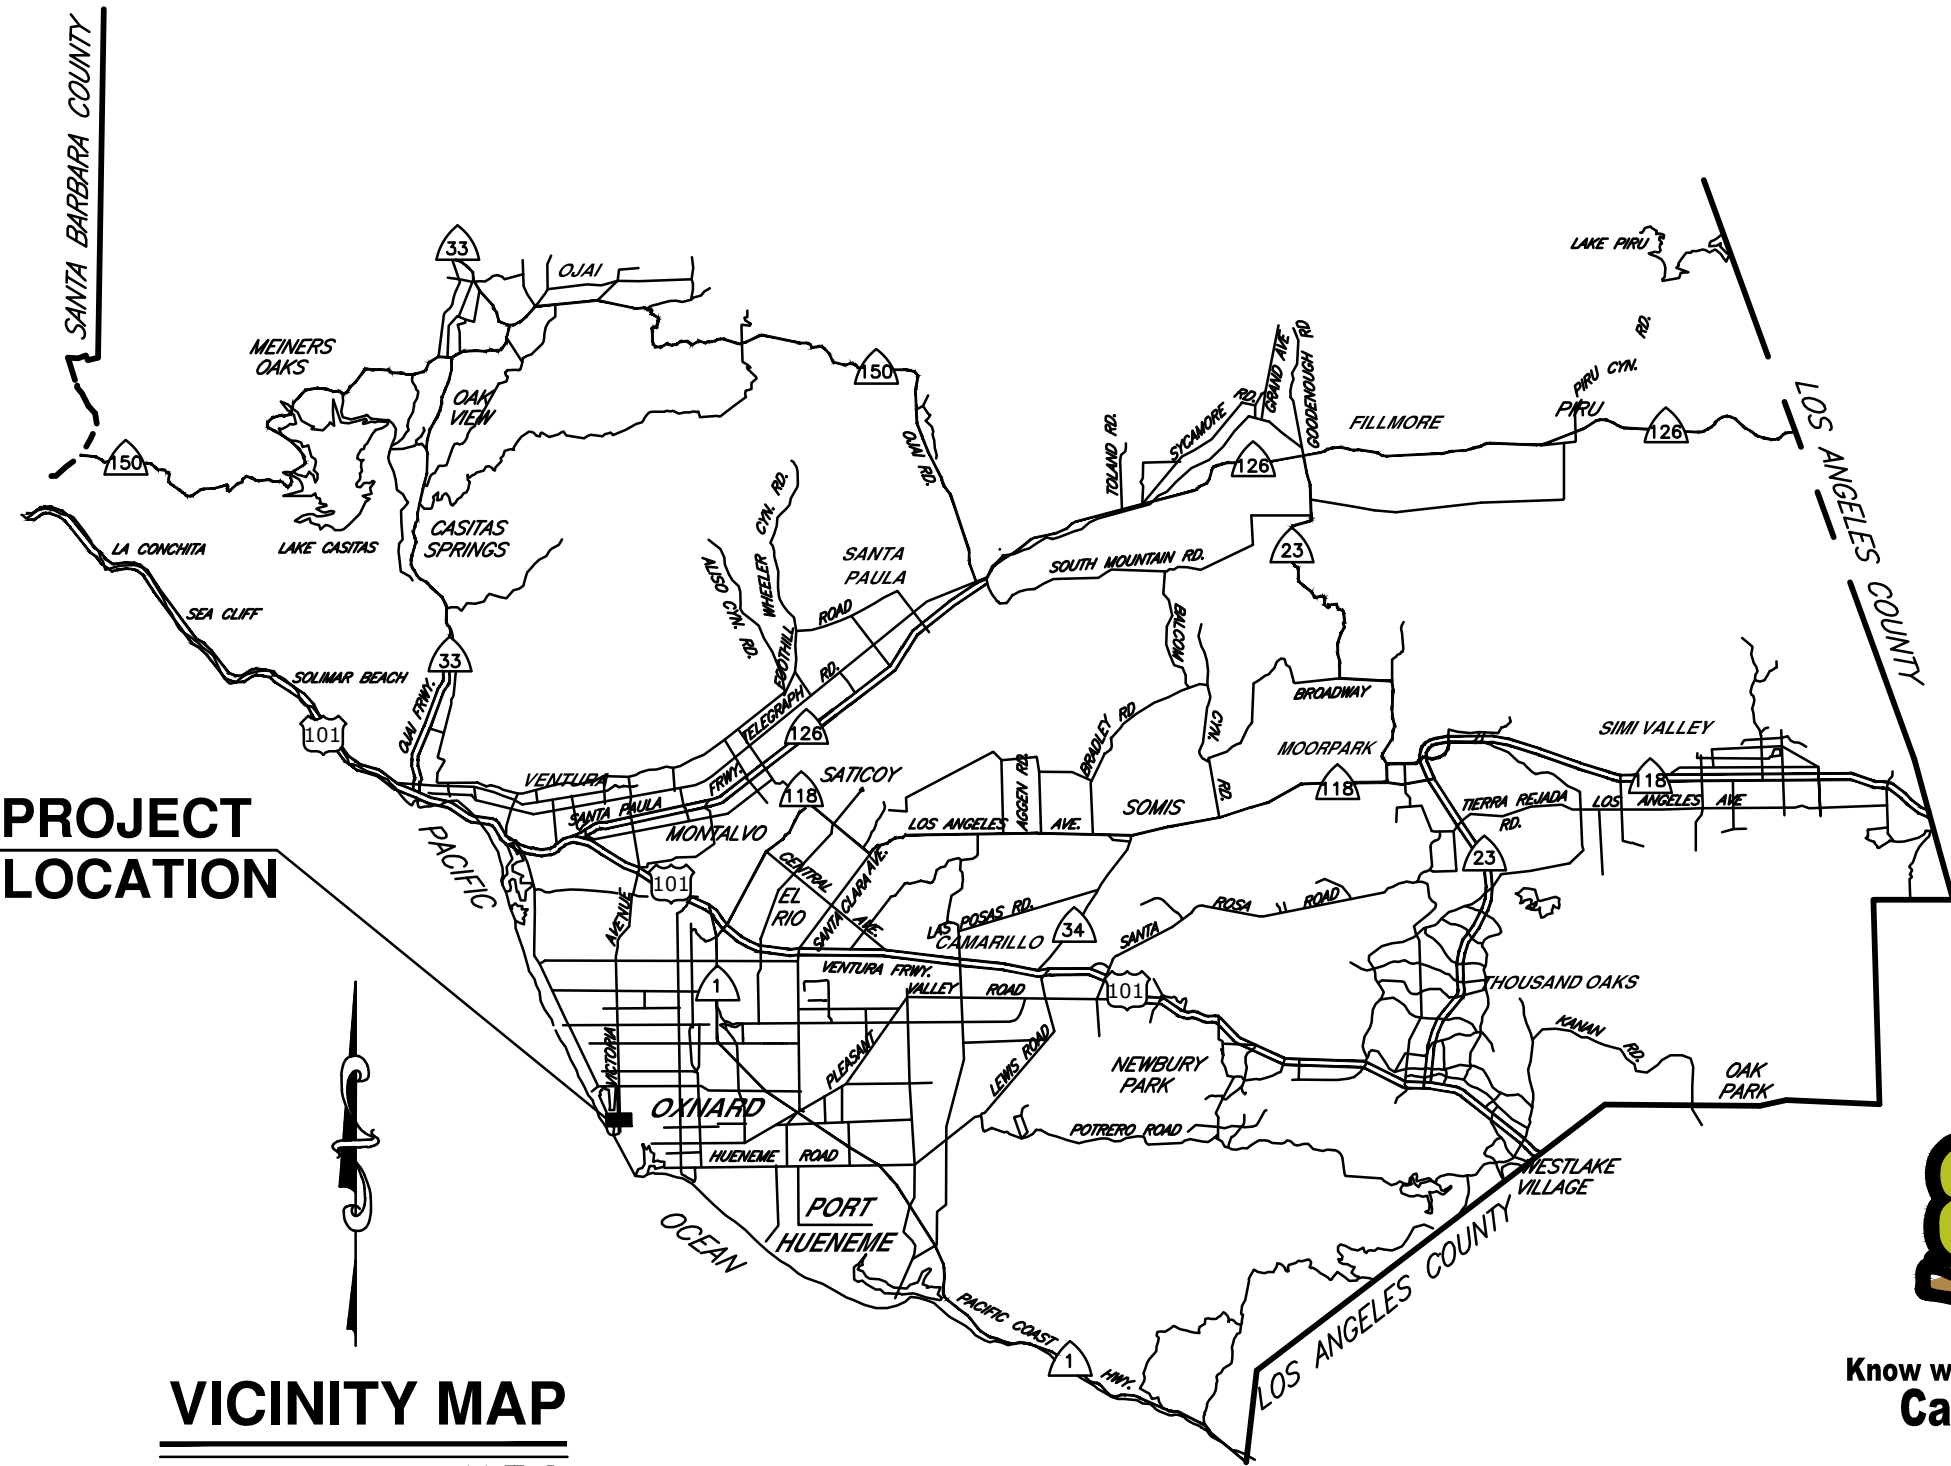 SANTA BARBARA COUNTY
33
OJAI
LAKE PIRU
MEINERS
OAKS
OAK
VIEW
150
150
OJAI RD.
TOLAND RD.
SYCAMORE RD.
GRAND AVE
GOODENOUGH RD
FILLMORE
126
PIRU CYN. RD.
PIRU
126
LOS ANGELES COUNTY
LA CONCHITA
LAKE CASITAS
CASITAS
SPRINGS
ALISO CYN. RD.
WHEELER CYN. RD.
SANTA
PAULA
SOUTH MOUNTAIN RD.
23
SEA CLIFF
FOOTHILL ROAD
BALCOM CYN. RD.
SOLIMAR BEACH
33
OJAI FRWY.
101
TELEGRAPH RD.
126
BRADLEY RD
BROADWAY
MOORPARK
SIMI VALLEY
VENTURA
SANTA PAULA FRWY.
118
SATICOY
AGGEN RD.
SOMIS
118
118
TIERRA REJADA
RD.
LOS ANGELES AVE
PROJECT
LOCATION
PACIFIC
MONTALVO
LOS ANGELES AVE.
101
CENTRAL AVE.
EL
RIO
SANTA CLARA AVE.
LAS POSAS RD.
CAMARILLO
34
SANTA ROSA ROAD
23
AVENUE
VENTURA FRWY.
VALLEY ROAD
101
THOUSAND OAKS
1
VICTORIA
PLEASANT
LEWIS ROAD
NEWBURY
PARK
KANAN RD.
OAK
PARK
OXNARD
POTRERO ROAD
HUENEME ROAD
WESTLAKE
VILLAGE
PORT
HUENEME
OCEAN
PACIFIC COAST HWY.
1
LOS ANGELES COUNTY
VICINITY MAP
Know w
Ca